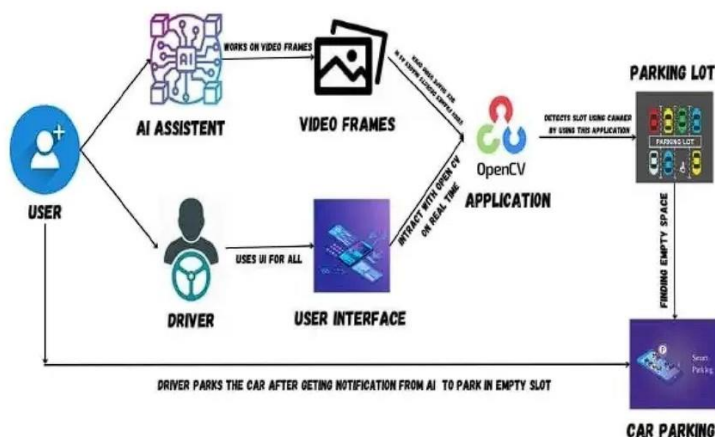 WORKS ON VIDEO FRAMES
AI
AI ASSISTENT
VIDEO FRAMES
PARKING LOT
DETECTS SLOT USING CAMAER
BY USING THIS APPLICATION
PARKING LOT
OpenCV
APPLICATION
USER
INTRACT WITH OPEN CV
ON REAL TIME
FINDING EMPTY SPACE
USES UI FOR ALL
DRIVER
USER INTERFACE
Smart
Parking
DRIVER PARKS THE CAR AFTER GETING NOTIFICATION FROM AI TO PARK IN EMPTY SLOT
CAR PARKING